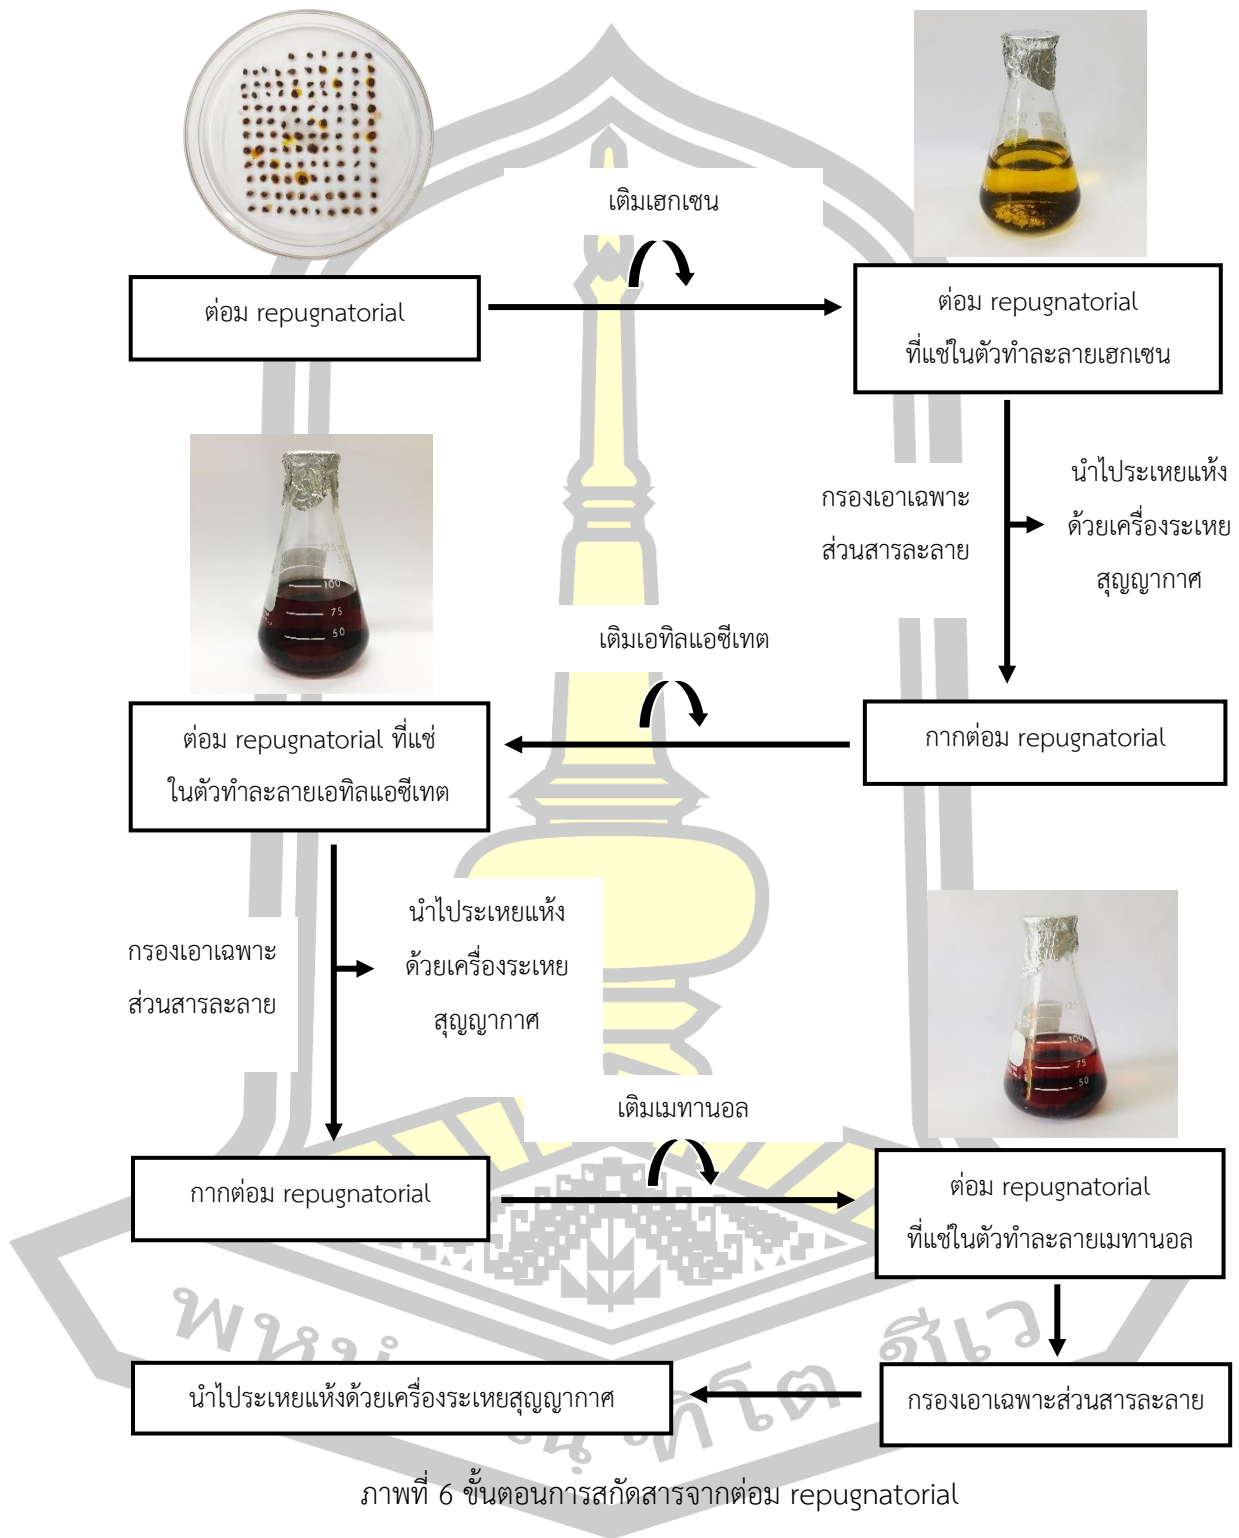 เติมเฮกเซน
ต่อม repugnatorial
ต่อม repugnatorial
ที่แช่ในตัวทำละลายเฮกเซน
กรองเอาเฉพาะ
ส่วนสารละลาย
นำไประเหยแห้ง
ด้วยเครื่องระเหย
สุญญากาศ
100
75
50
เติมเอทิลแอซีเทต
กากต่อม repugnatorial
ต่อม repugnatorial ที่แช่
ในตัวทำละลายเอทิลแอซีเทต
กรองเอาเฉพาะ
ส่วนสารละลาย
นำไประเหยแห้ง
ด้วยเครื่องระเหย
สุญญากาศ
100
75
50
เติมเมทานอล
กากต่อม repugnatorial
ต่อม repugnatorial
ที่แช่ในตัวทำละลายเมทานอล
กรองเอาเฉพาะส่วนสารละลาย
นำไประเหยแห้งด้วยเครื่องระเหยสุญญากาศ
ชีเว
ภาพที่ 6 ขั้นตอนการสกัดสารจากต่อม repugnatorial